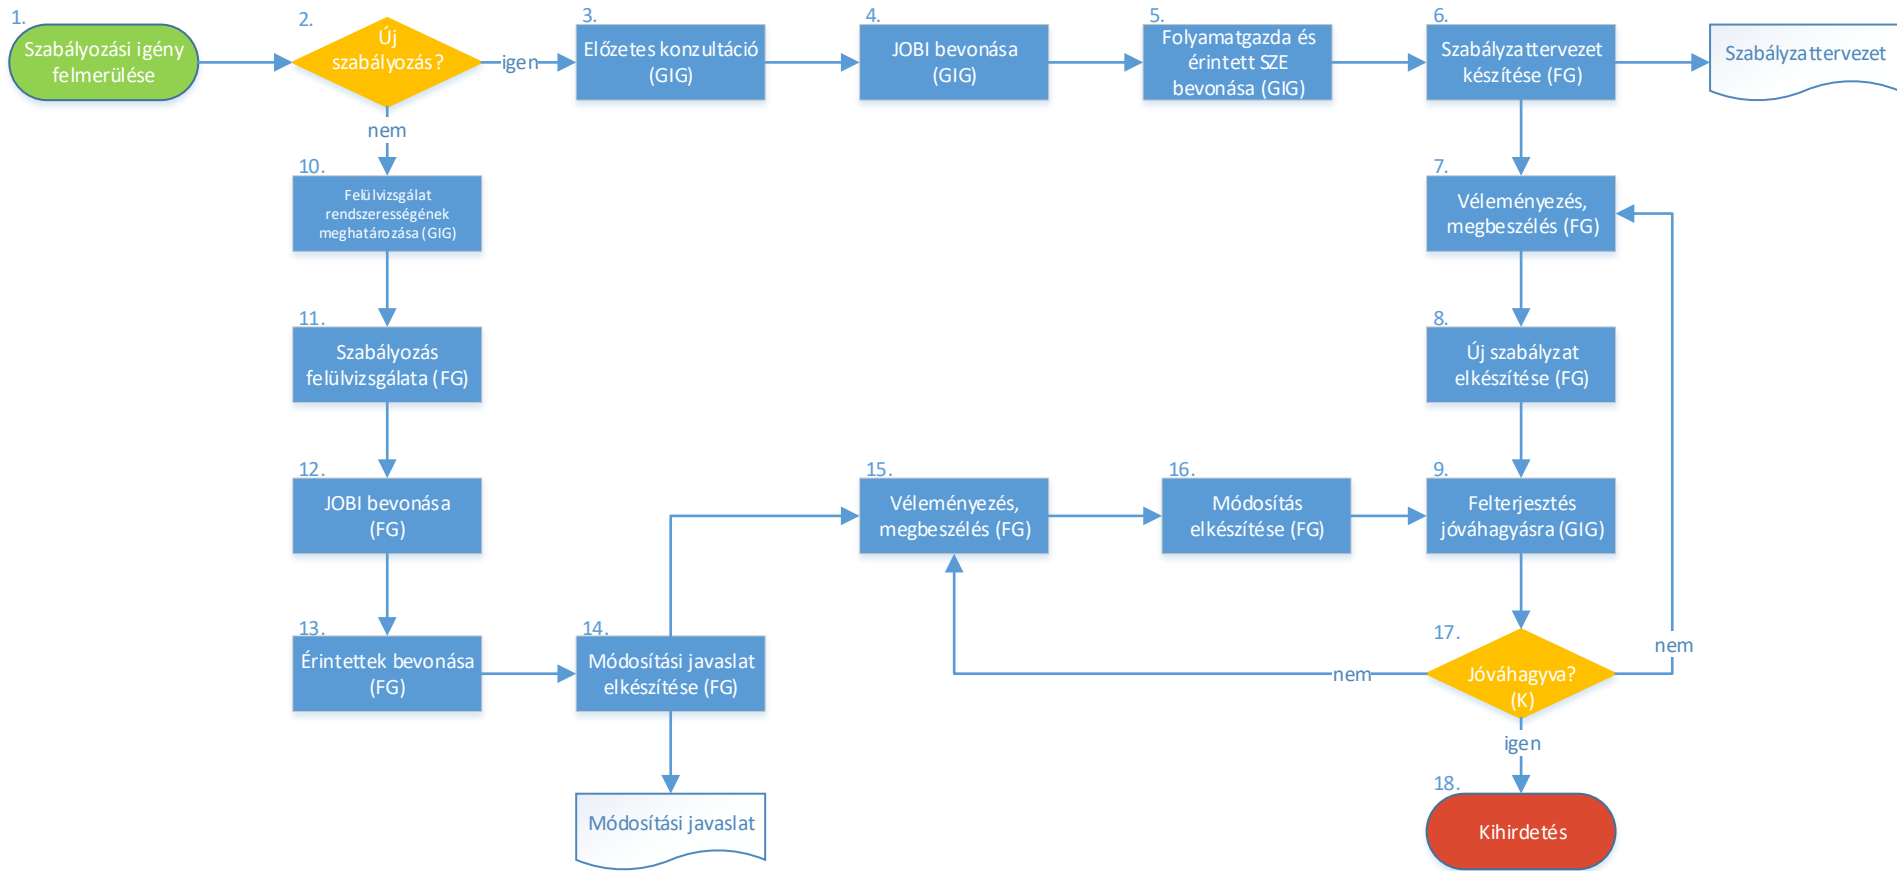 1.
Szabályozási igény
felmerülése
2.
Új
szabályozás?
igen
3.
Előzetes konzultáció
(GIG)
4.
JOBI bevonása
(GIG)
5.
Folyamatgazda és
érintett SZE
bevonása (GIG)
6.
Szabályzattervezet
készítése (FG)
Szabályzattervezet
nem
10.
Felülvizsgálat
rendszerességének
meghatározása (GIG)
7.
Véleményezés,
megbeszélés (FG)
11.
Szabályozás
felülvizsgálata (FG)
8.
Új szabályzat
elkészítése (FG)
12.
JOBI bevonása
(FG)
15.
Véleményezés,
megbeszélés (FG)
16.
Módosítás
elkészítése (FG)
9.
Felterjesztés
jóváhagyásra (GIG)
13.
Érintettek bevonása
(FG)
14.
Módosítási javaslat
elkészítése (FG)
nem
17.
Jóváhagyva?
(K)
nem
igen
Módosítási javaslat
18.
Kihirdetés